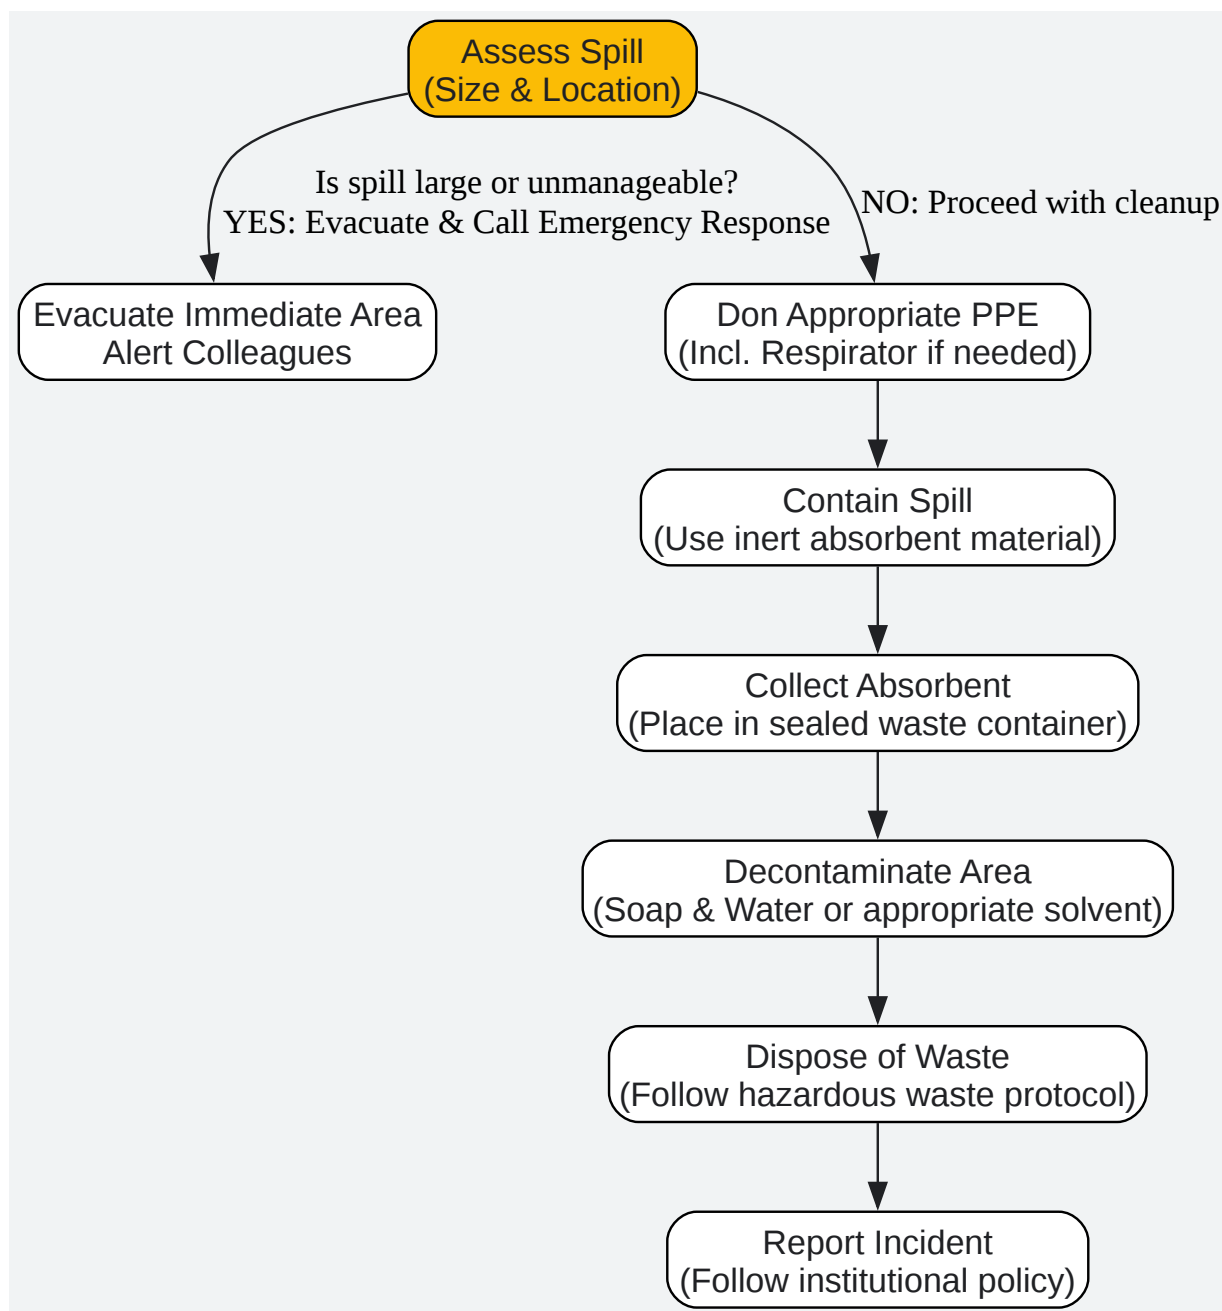 Assess Spill
(Size & Location)
Is spill large or unmanageable?
YES: Evacuate & Call Emergency Response
NO: Proceed with cleanup
Evacuate Immediate Area
Alert Colleagues
Don Appropriate PPE
(Incl. Respirator if needed)
Contain Spill
(Use inert absorbent material)
Collect Absorbent
(Place in sealed waste container)
Decontaminate Area
(Soap & Water or appropriate solvent)
Dispose of Waste
(Follow hazardous waste protocol)
Report Incident
(Follow institutional policy)